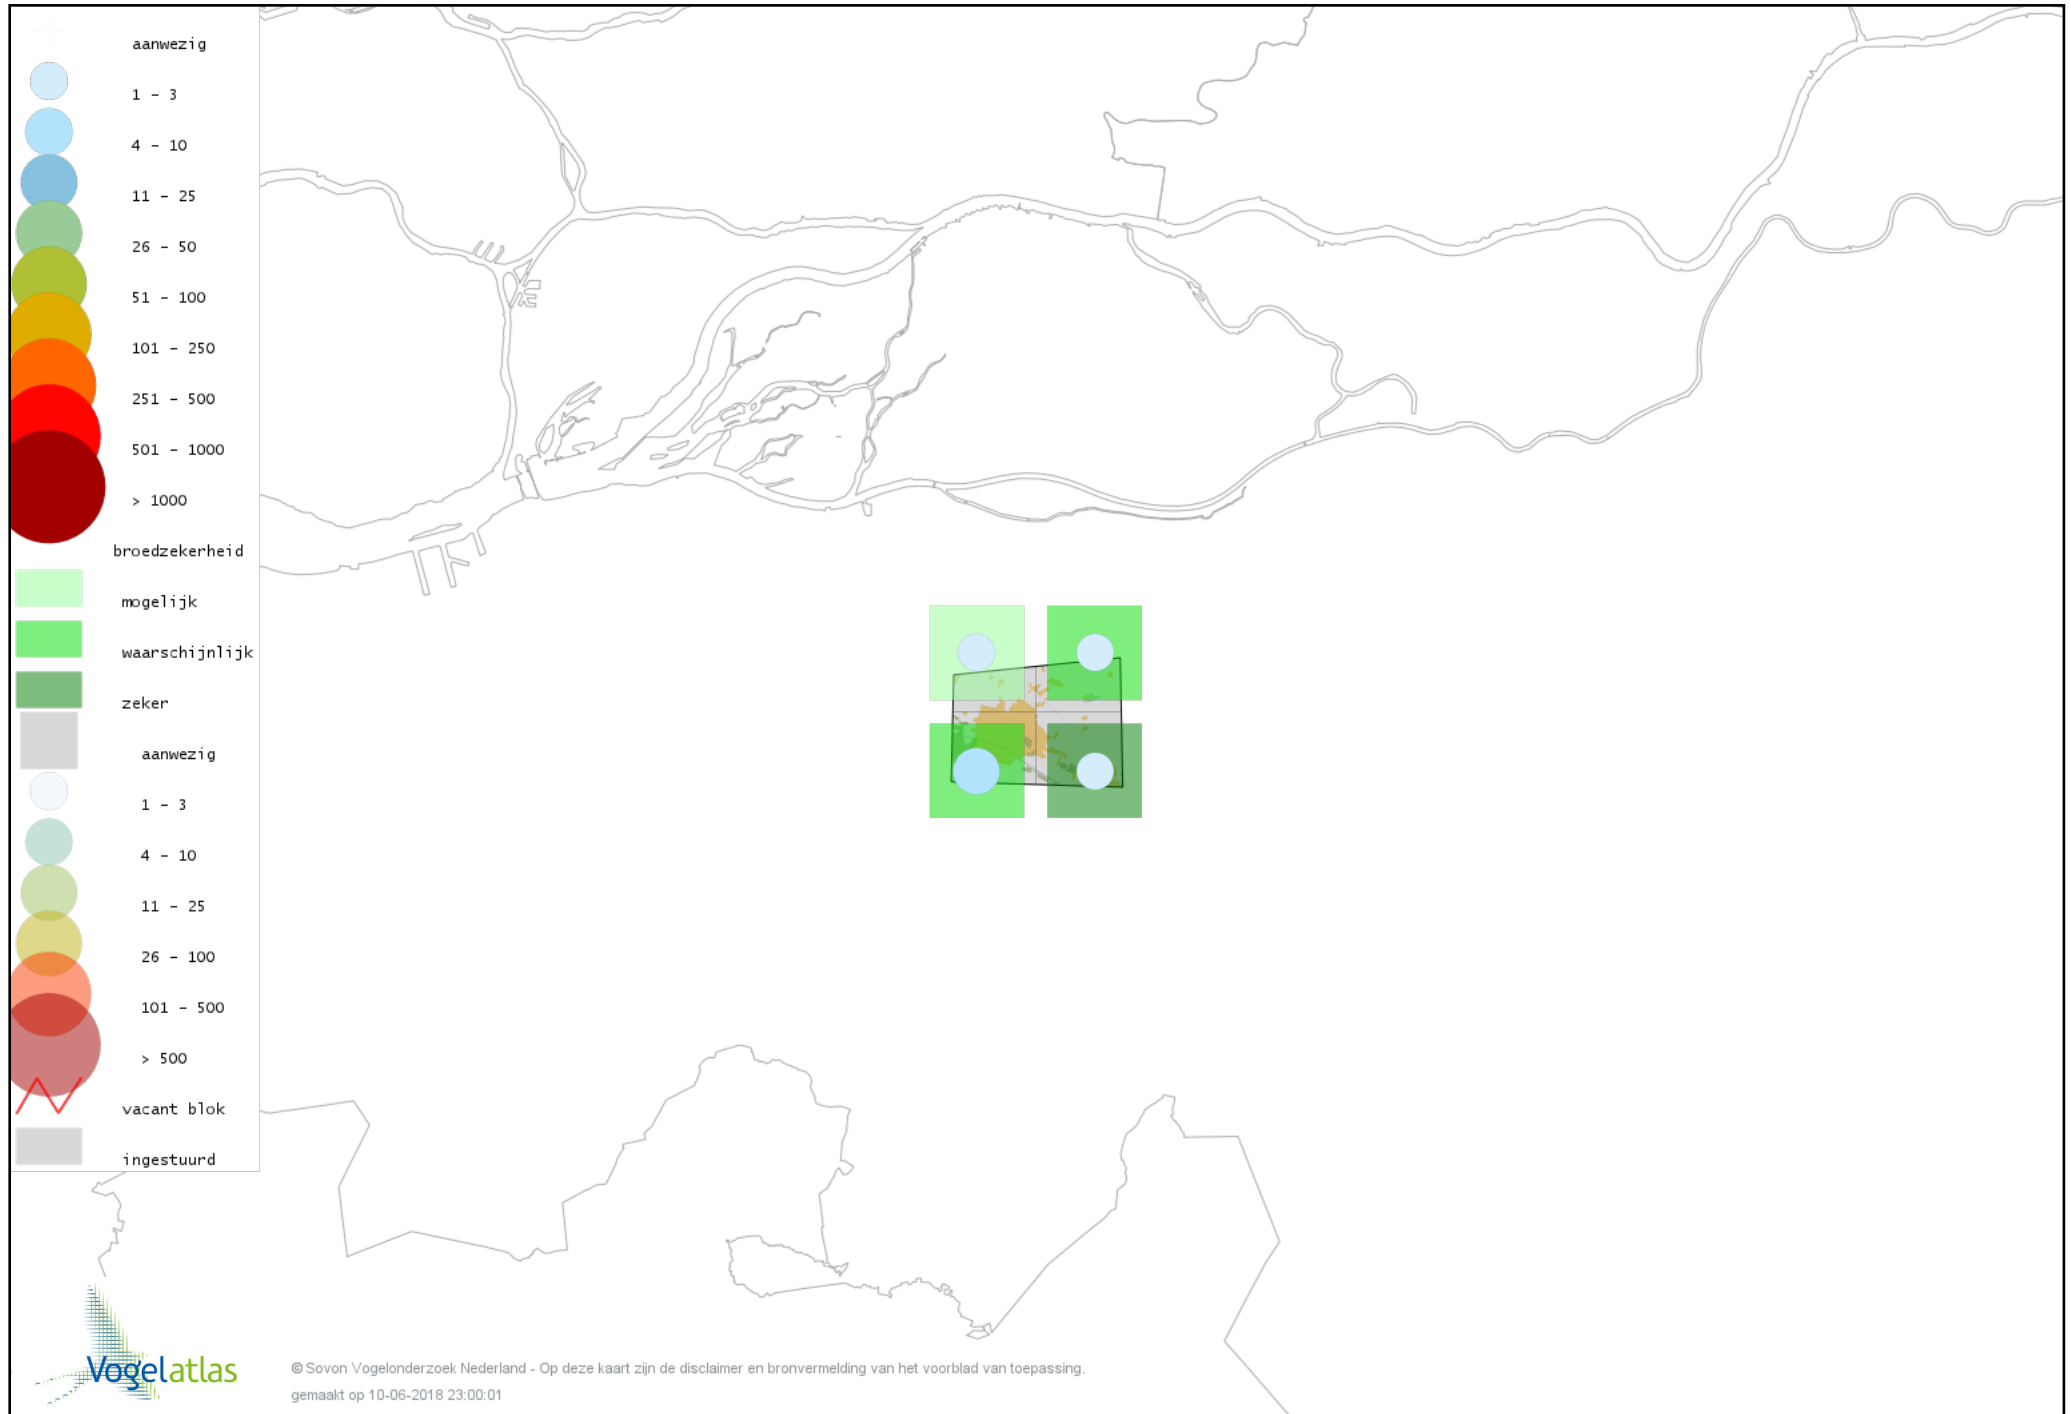 aanwezig
1 - 3
4 - 10
11 - 25
26 - 50
51 - 100
101 - 250
251 - 500
501 - 1000
> 1000
broedzekerheid
mogelijk
waarschijnlijk
zeker
aanwezig
1 - 3
4 - 10
11 - 25
26 - 100
101 - 500
> 500
vacant blok
ingestuurd
Vogelatlas
© Sovon Vogelonderzoek Nederland - Op deze kaart zijn de disclaimer en bronvermelding van het voorblad van toepassing.
gemaakt op 10-06-2018 23:00:01